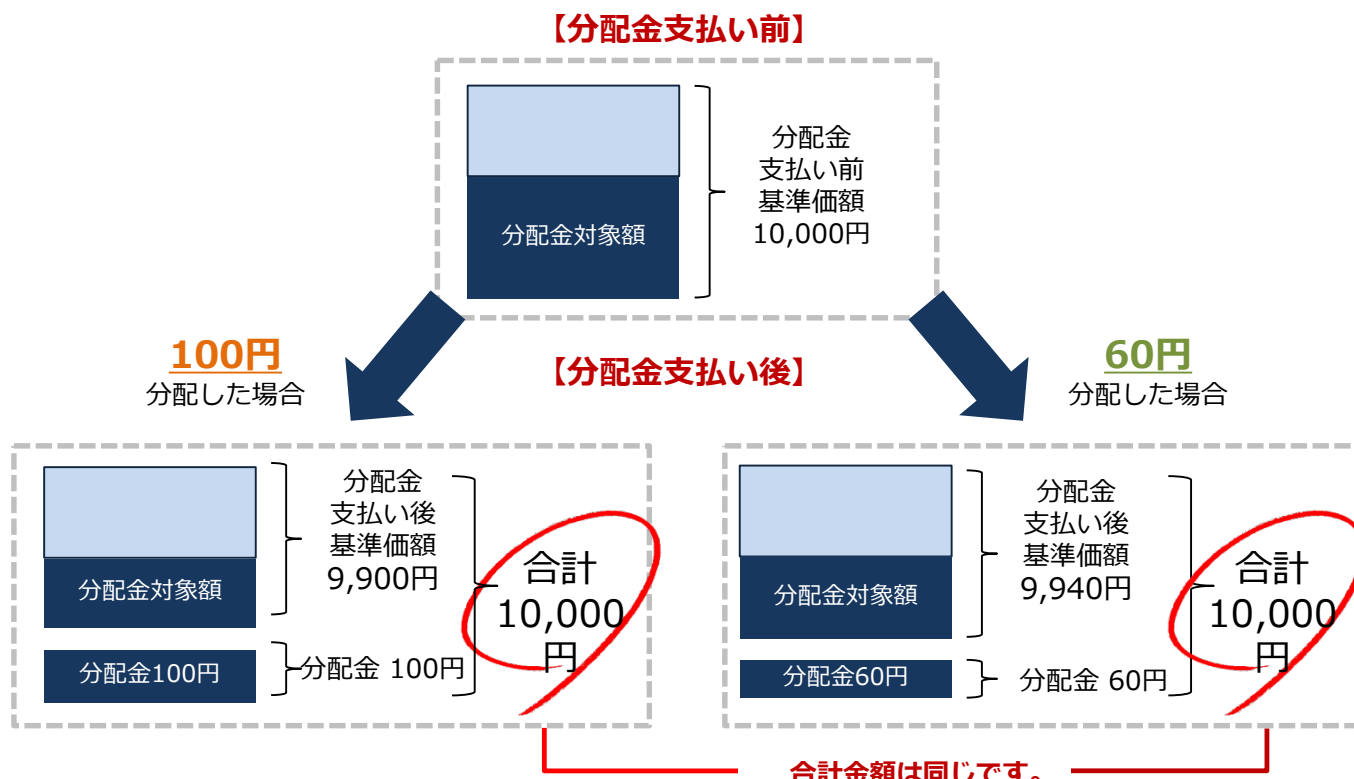 【分配金支払い前】
分配金対象額
分配金
支払い前
基準価額
10,000円
100円
分配した場合
【分配金支払い後】
60円
分配した場合
分配金対象額
分配金100円
分配金
支払い後
基準価額
9,900円
分配金 100円
合計
10,000
円
分配金対象額
分配金60円
分配金
支払い後
基準価額
9,940円
分配金 60円
合計
10,000
円
合計金額は同じです。